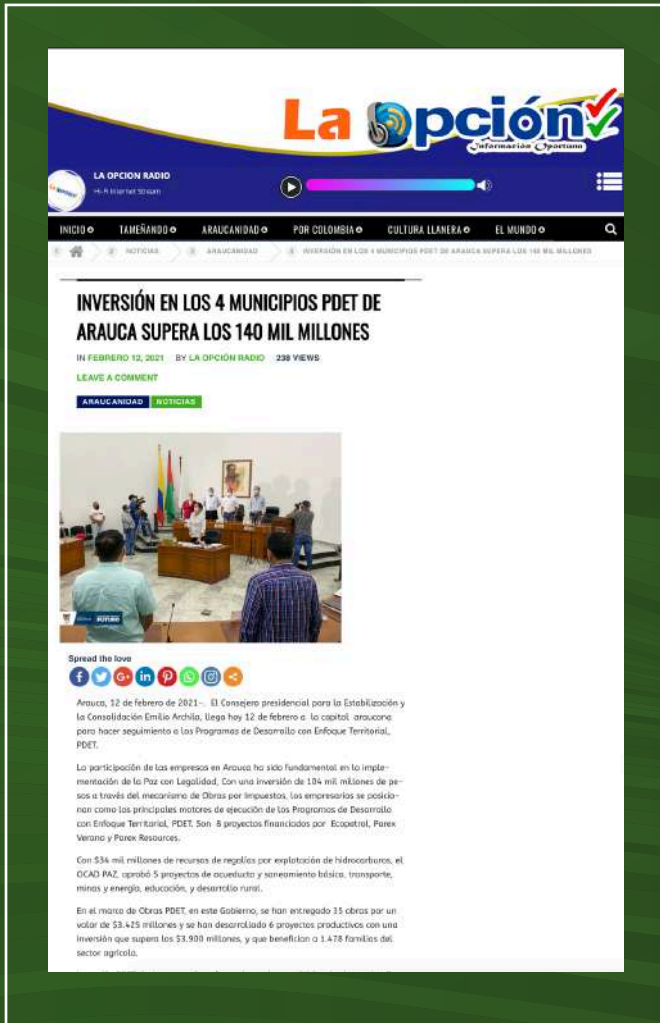 La Opción
Información Oportuna
LA OPCION RADIO
Hi-Fi Internet Stream
INICIO TAMEÑANDO ARAUCANIDAD POR COLOMBIA CULTURA LLANERA EL MUNDO
1 2 NOTICIAS 3 ARAUCANIDAD 4 INVERSIÓN EN LOS 4 MUNICIPIOS PDET DE ARAUCA SUPERA LOS 140 MIL MILLONES
INVERSIÓN EN LOS 4 MUNICIPIOS PDET DE
ARAUCA SUPERA LOS 140 MIL MILLONES
IN FEBRERO 12, 2021 BY LA OPCIÓN RADIO 238 VIEWS
LEAVE A COMMENT
ARAUCANIDAD NOTICIAS
FUTURO
Spread the love
Arauca, 12 de febrero de 2021-. El Consejero presidencial para la Estabilización y
la Consolidación Emilio Archila, llega hoy 12 de febrero a la capital araucana
para hacer seguimiento a los Programas de Desarrollo con Enfoque Territorial,
PDET.
La participación de las empresas en Arauca ha sido fundamental en la imple-
mentación de la Paz con Legalidad, Con una inversión de 104 mil millones de pe-
sos a través del mecanismo de Obras por Impuestos, los empresarios se posicio-
nan como los principales motores de ejecución de los Programas de Desarrollo
con Enfoque Territorial, PDET. Son 8 proyectos financiados por Ecopetrol, Parex
Verano y Parex Resources.
Con $34 mil millones de recursos de regalías por explotación de hidrocarburos, el
OCAD PAZ, aprobó 5 proyectos de acueducto y saneamiento básico, transporte,
minas y energía, educación, y desarrollo rural.
En el marco de Obras PDET, en este Gobierno, se han entregado 35 obras por un
valor de $3.425 millones y se han desarrollado 6 proyectos productivos con una
inversión que supera los $3.900 millones, y que benefician a 1.478 familias del
sector agrícola.